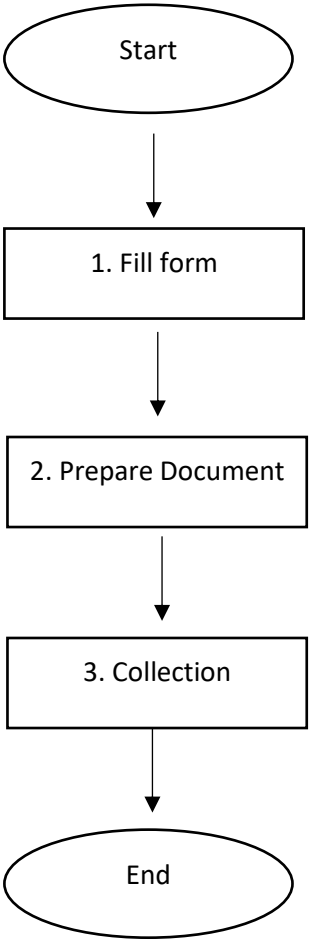 Start
1. Fill form
2. Prepare Document
3. Collection
End